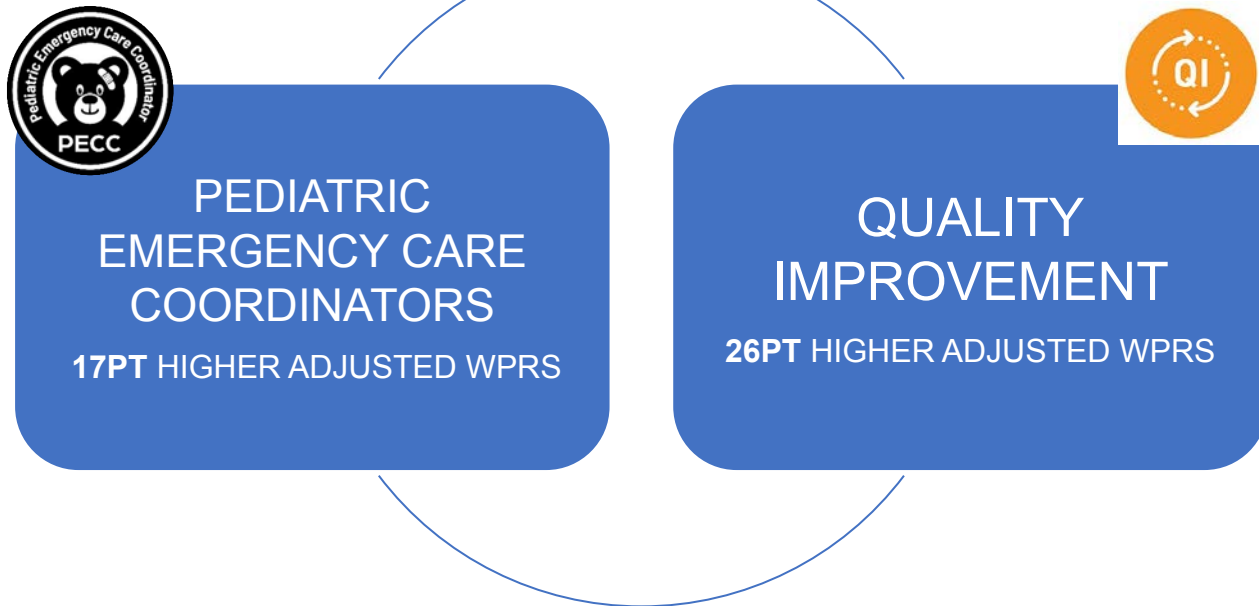 Pediatric Emergency Care Coordinator
PECC
PEDIATRIC
EMERGENCY CARE
COORDINATORS
17PT HIGHER ADJUSTED WPRS
QI
QUALITY
IMPROVEMENT
26PT HIGHER ADJUSTED WPRS